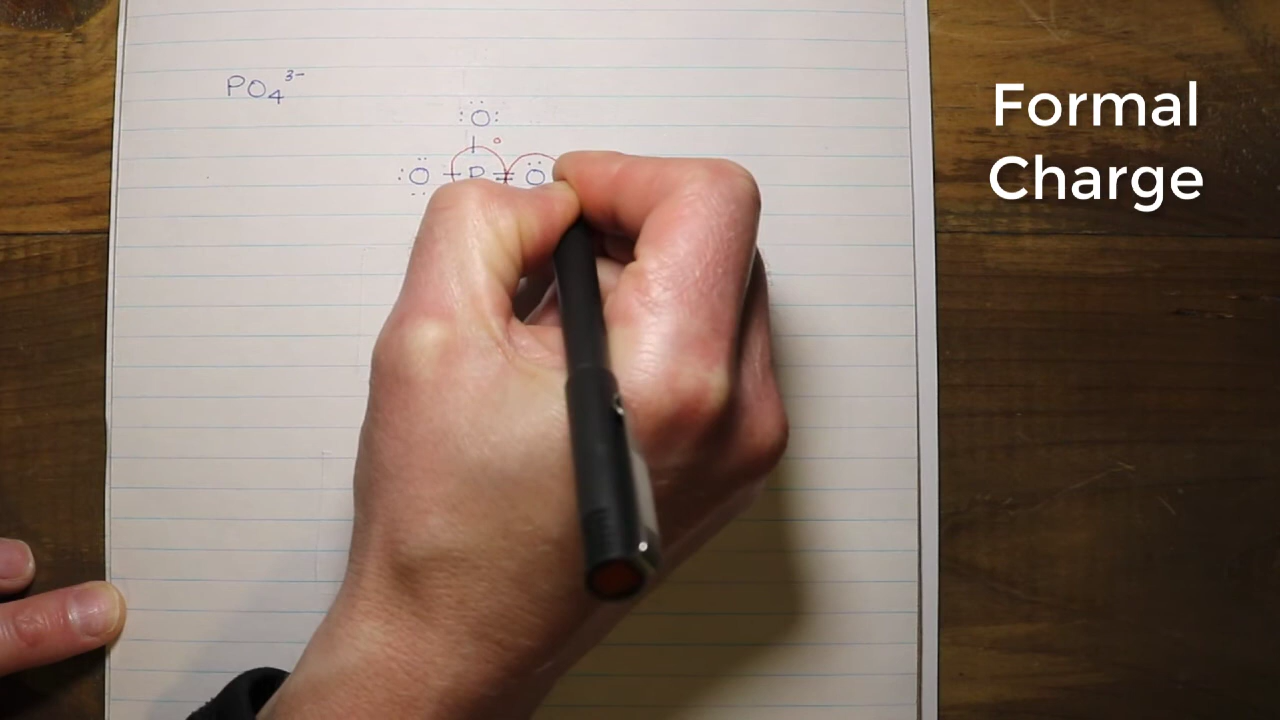 PO₄³⁻
O
O P O
Formal
Charge